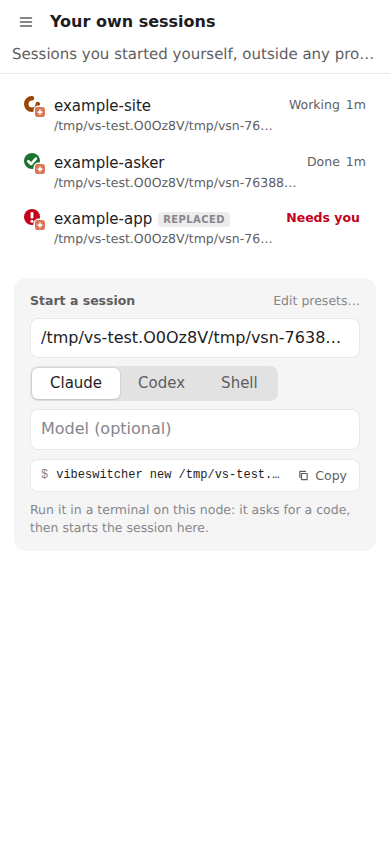 Your own sessions
Sessions you started yourself, outside any pro…
example-site Working 1m
/tmp/vs-test.O0Oz8V/tmp/vsn-76…
example-asker Done 1m
/tmp/vs-test.O0Oz8V/tmp/vsn-76388…
example-app REPLACED Needs you
/tmp/vs-test.O0Oz8V/tmp/vsn-76…
Start a session Edit presets…
/tmp/vs-test.O0Oz8V/tmp/vsn-7638…
Claude Codex Shell
Model (optional)
$ vibeswitcher new /tmp/vs-test.… Copy
Run it in a terminal on this node: it asks for a code,
then starts the session here.